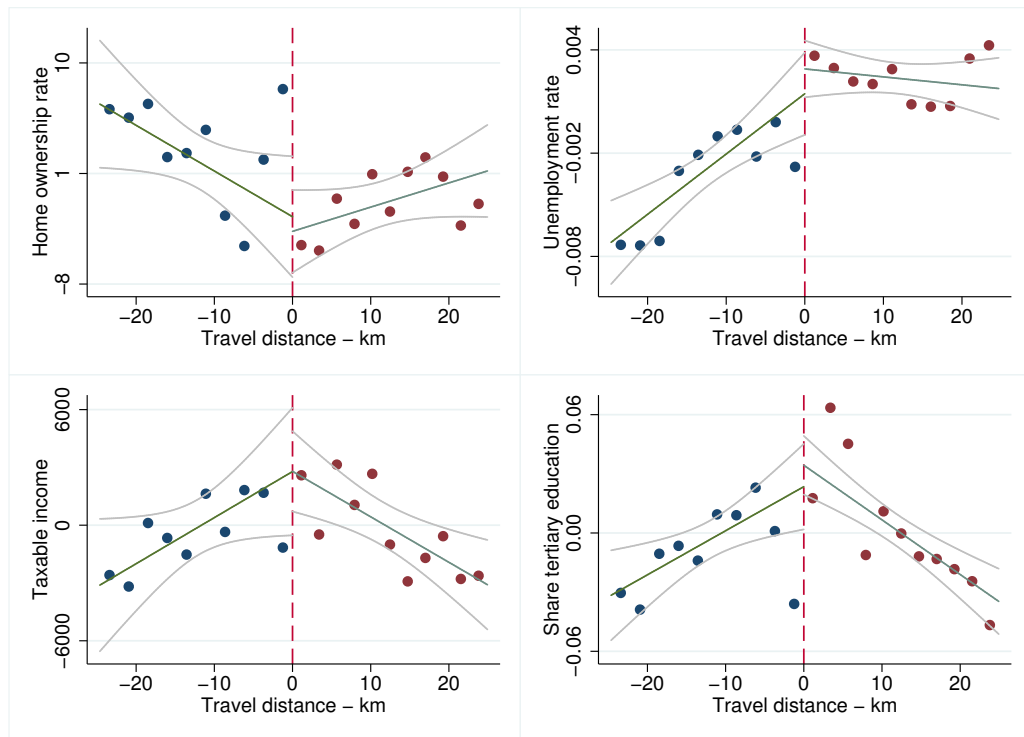 Home ownership rate
10
1
−8
−20 −10 0 10 20
Travel distance − km
Unemployment rate
0.004
−0.002
−0.008
−20 −10 0 10 20
Travel distance − km
Taxable income
6000
0
−6000
−20 −10 0 10 20
Travel distance − km
Share tertiary education
0.06
0.00
−0.06
−20 −10 0 10 20
Travel distance − km